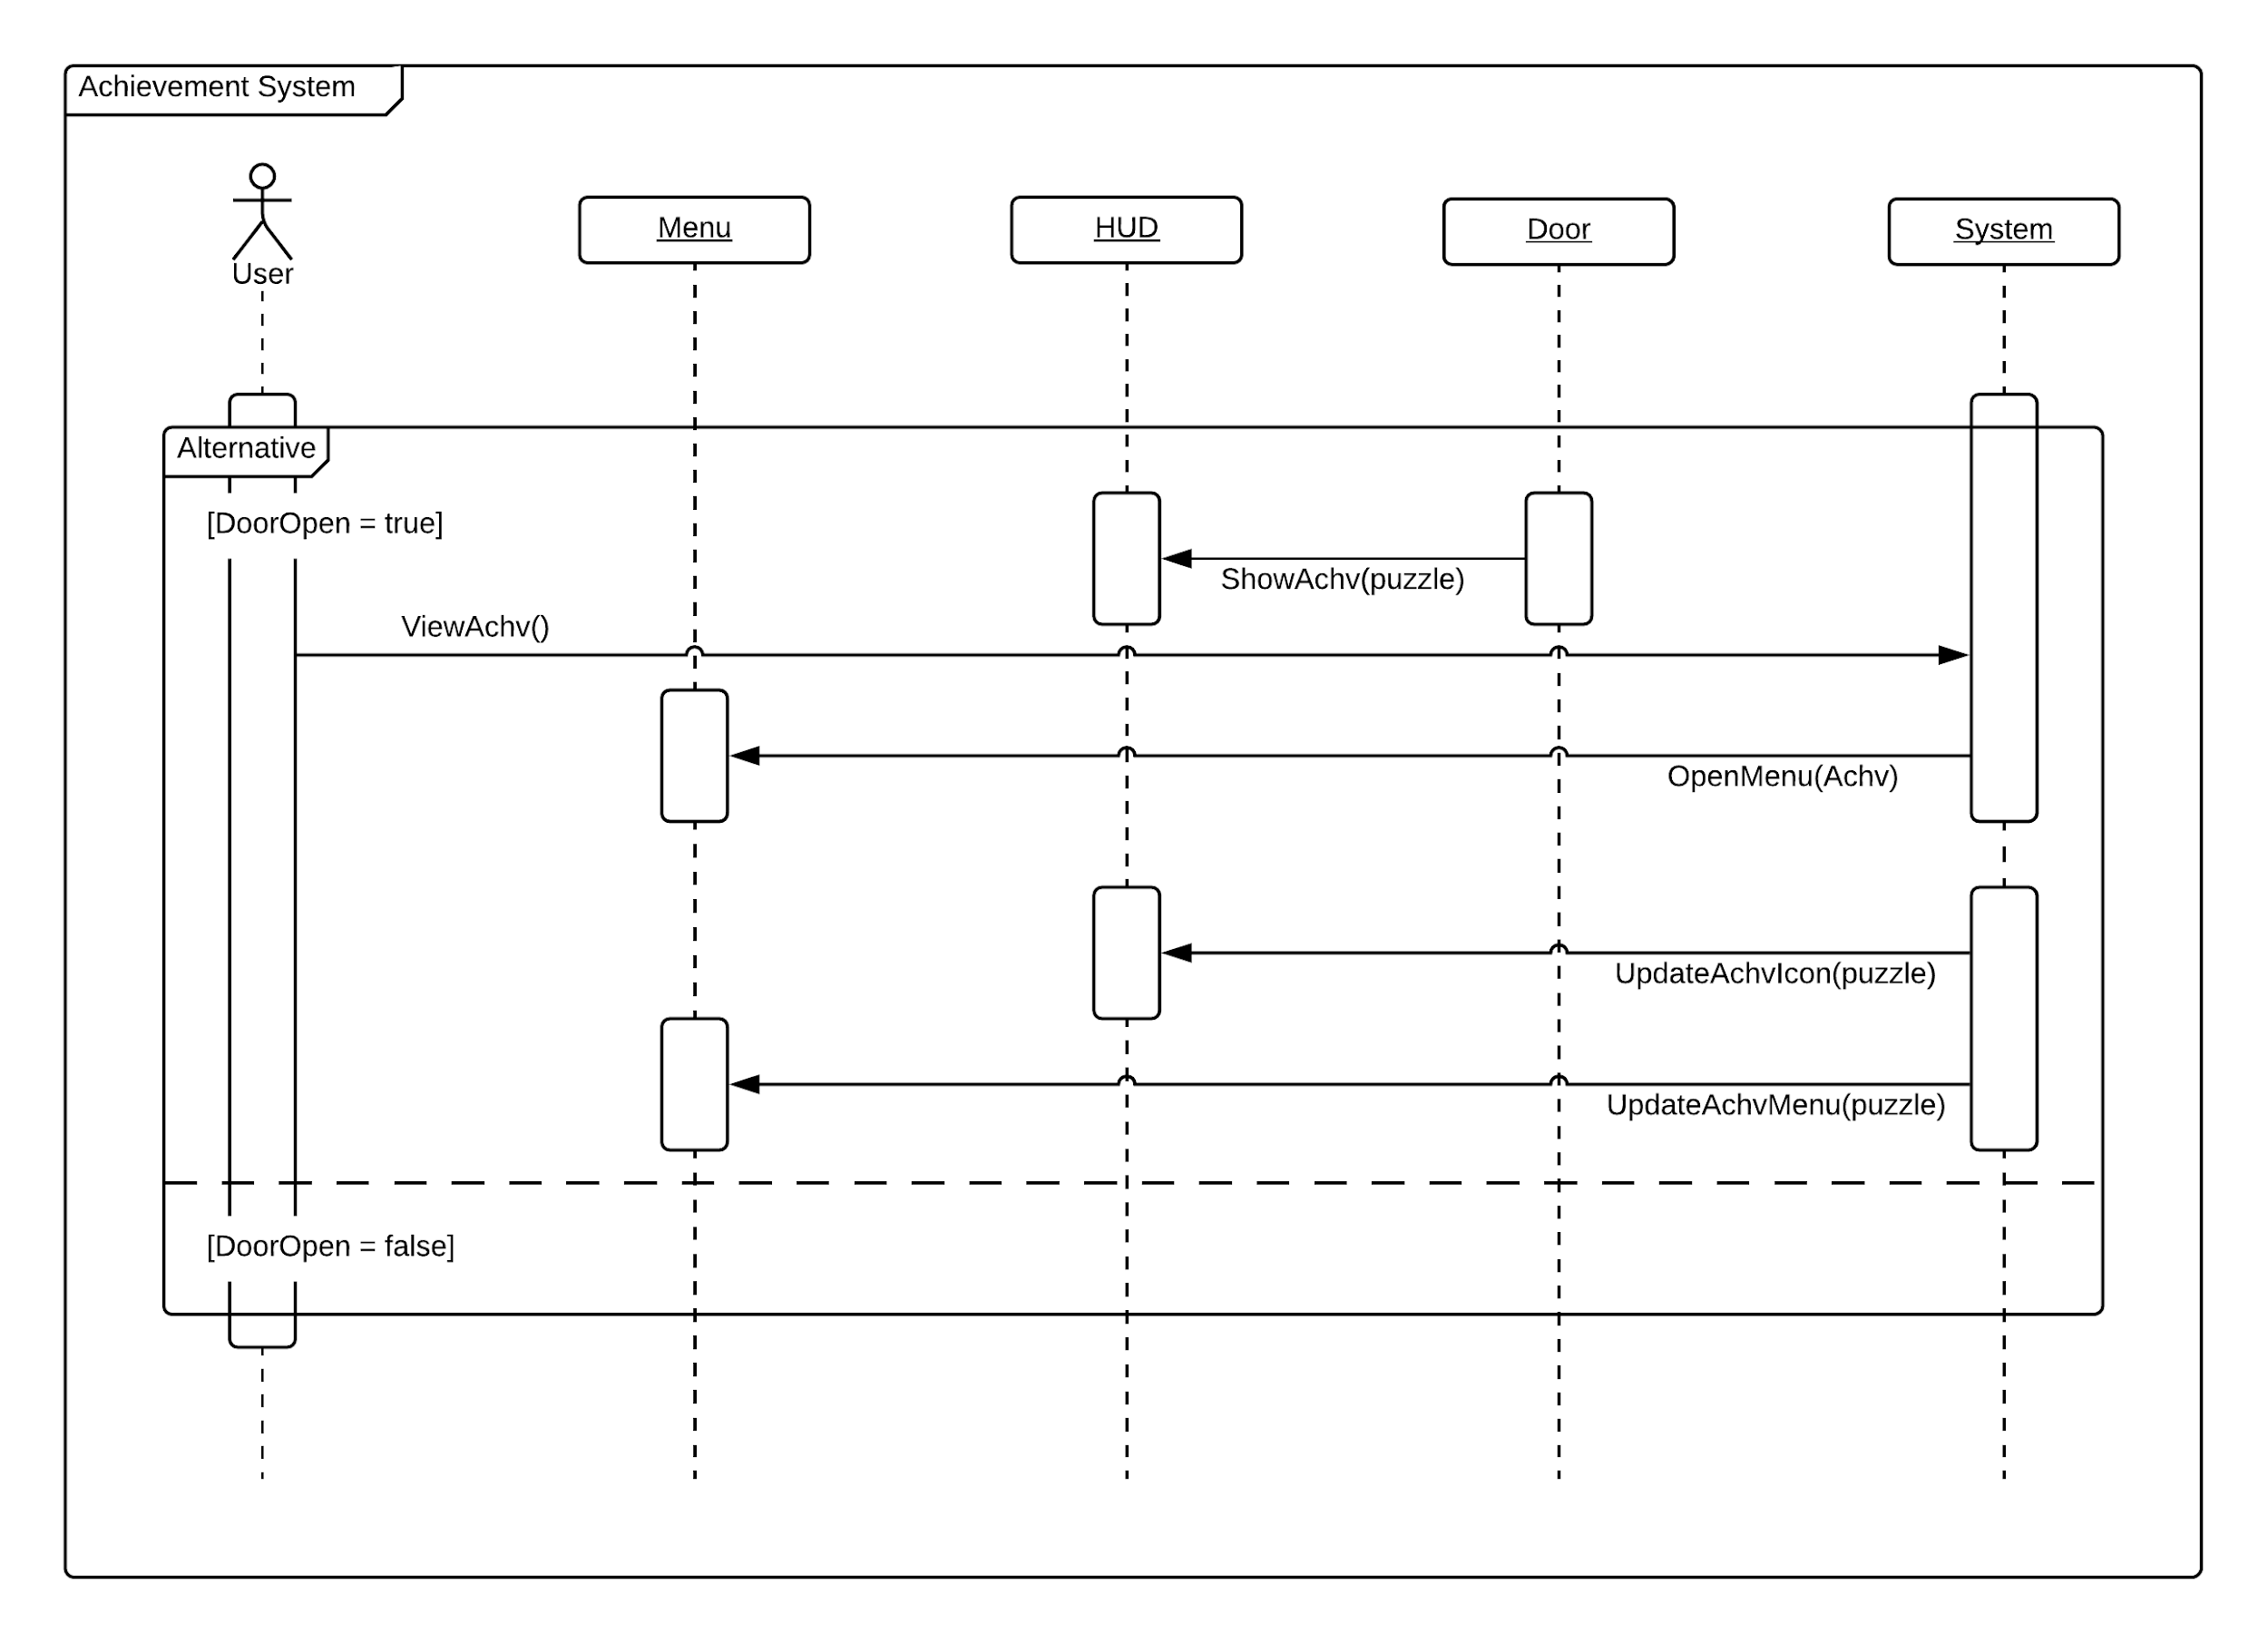 Achievement System
User
Menu
HUD
Door
System
Alternative
[DoorOpen = true]
ShowAchv(puzzle)
ViewAchv()
OpenMenu(Achv)
UpdateAchvIcon(puzzle)
UpdateAchvMenu(puzzle)
[DoorOpen = false]